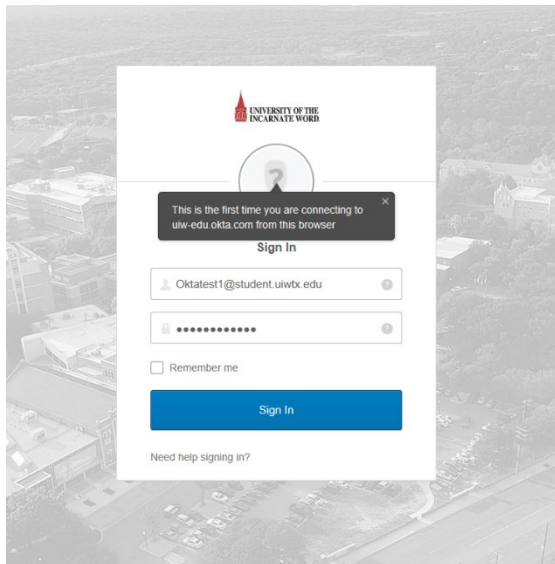 UNIVERSITY OF THE
INCARNATE WORD
?
This is the first time you are connecting to
uiw-edu.okta.com from this browser
×
Sign In
Oktatest1@student.uiwtx.edu
?
••••••••••••
?
Remember me
Sign In
Need help signing in?